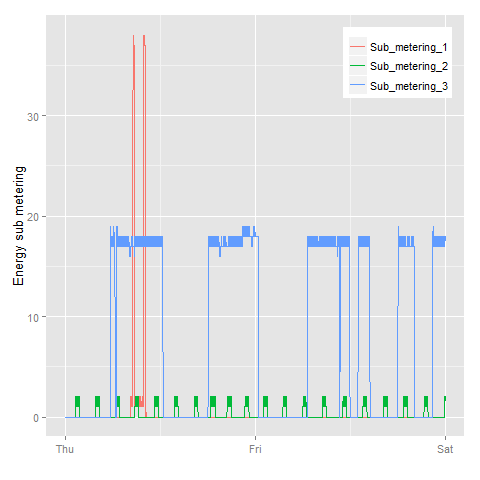 Sub_metering_1
Sub_metering_2
Sub_metering_3
Energy sub metering
30
20
10
0
Thu
Fri
Sat